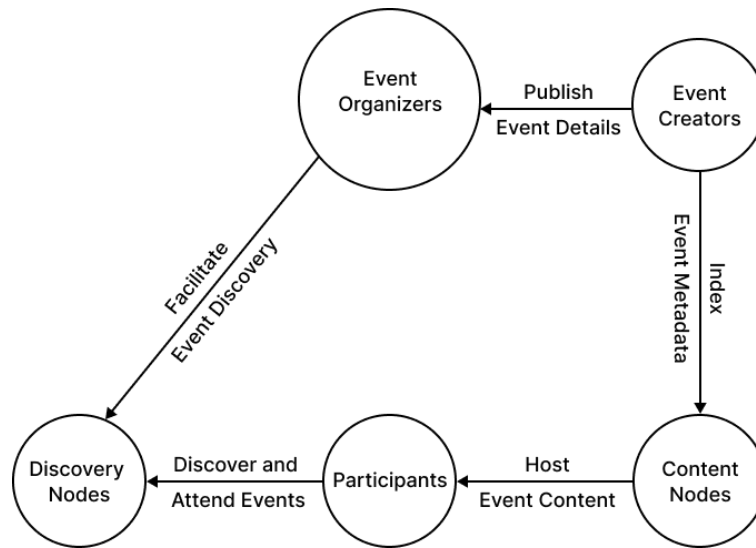 Event
Organizers
Publish
Event Details
Event
Creators
Facilitate
Event Discovery
Index
Event Metadata
Discovery
Nodes
Discover and
Attend Events
Participants
Host
Event Content
Content
Nodes